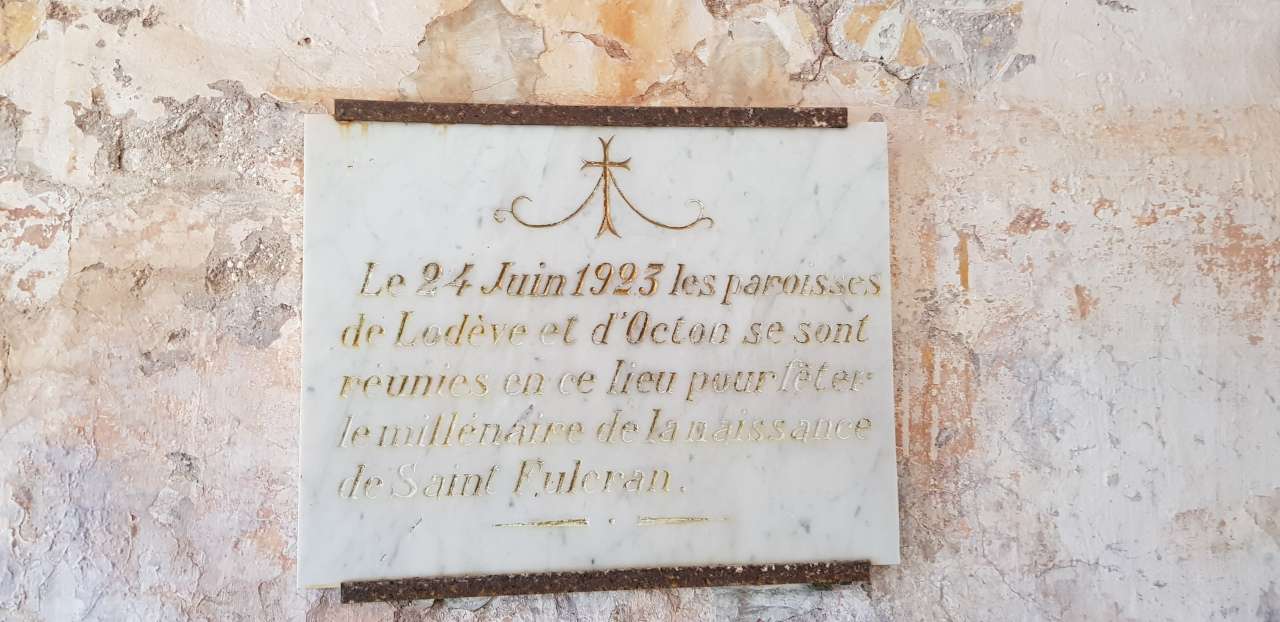 Le 24 Juin 1923 les paroisses
de Lodève et d'Octon se sont
réunies en ce lieu pour fêter
le millénaire de la naissance
de Saint Fulcran.